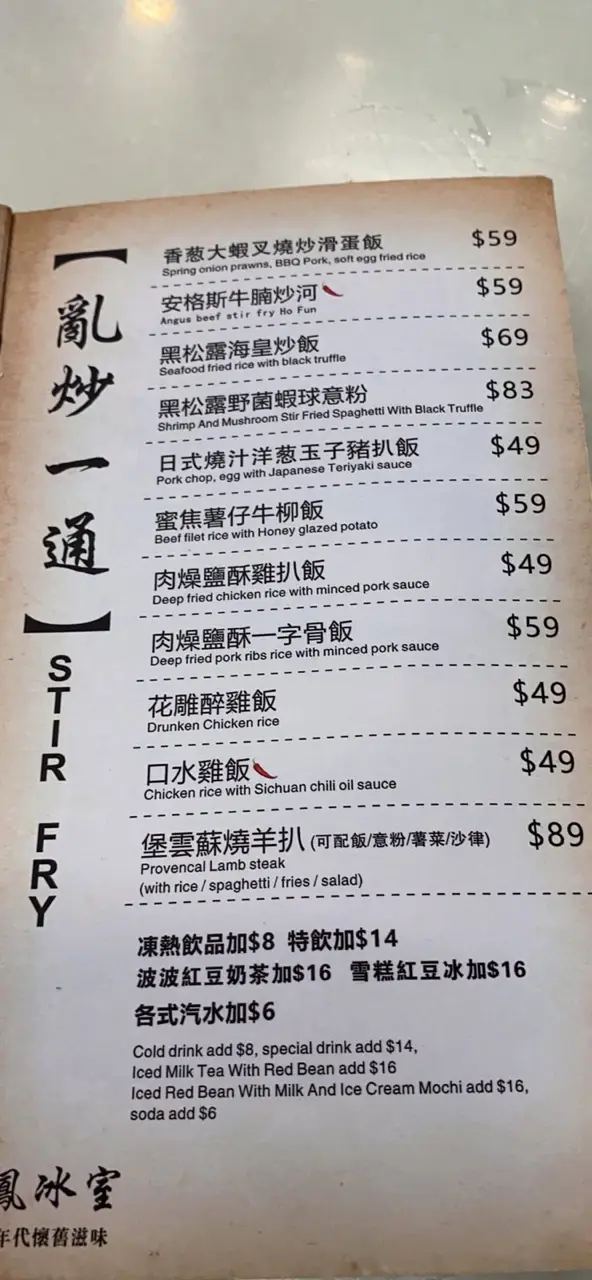 【亂炒一通】
STIR FRY
香葱大蝦叉燒炒滑蛋飯 $59
Spring onion prawns, BBQ Pork, soft egg fried rice
安格斯牛腩炒河 $59
Angus beef stir fry Ho Fun
黑松露海皇炒飯 $69
Seafood fried rice with black truffle
黑松露野菌蝦球意粉 $83
Shrimp And Mushroom Stir Fried Spaghetti With Black Truffle
日式燒汁洋葱玉子豬扒飯 $49
Pork chop, egg with Japanese Teriyaki sauce
蜜焦薯仔牛柳飯 $59
Beef filet rice with Honey glazed potato
肉燥鹽酥雞扒飯 $49
Deep fried chicken rice with minced pork sauce
肉燥鹽酥一字骨飯 $59
Deep fried pork ribs rice with minced pork sauce
花雕醉雞飯 $49
Drunken Chicken rice
口水雞飯 $49
Chicken rice with Sichuan chili oil sauce
堡雲蘇燒羊扒 (可配飯/意粉/薯菜/沙律) $89
Provencal Lamb steak
(with rice / spaghetti / fries / salad)
凍熱飲品加$8 特飲加$14
波波紅豆奶茶加$16 雪糕紅豆冰加$16
各式汽水加$6
Cold drink add $8, special drink add $14,
Iced Milk Tea With Red Bean add $16
Iced Red Bean With Milk And Ice Cream Mochi add $16,
soda add $6
鳳冰室
年代懷舊滋味